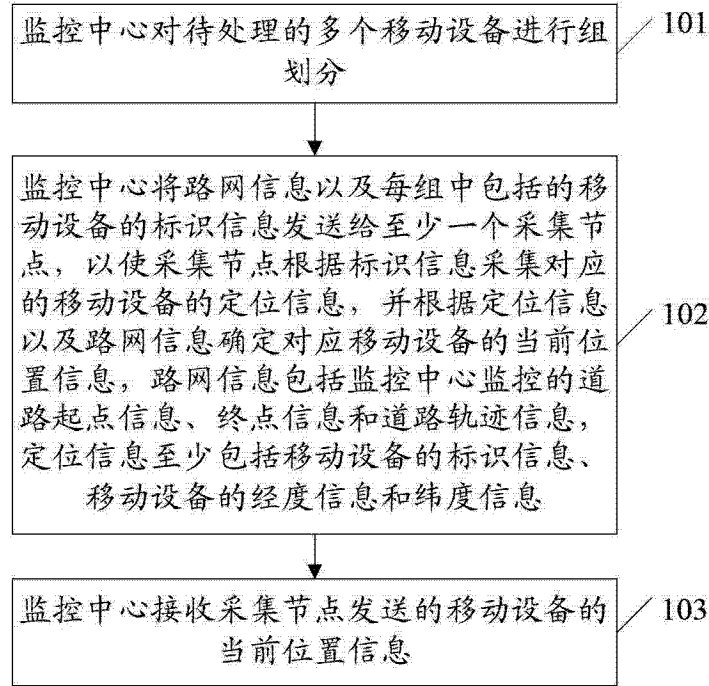 监控中心对待处理的多个移动设备进行组
划分
101
监控中心将路网信息以及每组中包括的移
动设备的标识信息发送给至少一个采集节
点，以使采集节点根据标识信息采集对应
的移动设备的定位信息，并根据定位信息
以及路网信息确定对应移动设备的当前位
置信息，路网信息包括监控中心监控的道
路起点信息、终点信息和道路轨迹信息，
定位信息至少包括移动设备的标识信息、
移动设备的经度信息和纬度信息
102
监控中心接收采集节点发送的移动设备的
当前位置信息
103